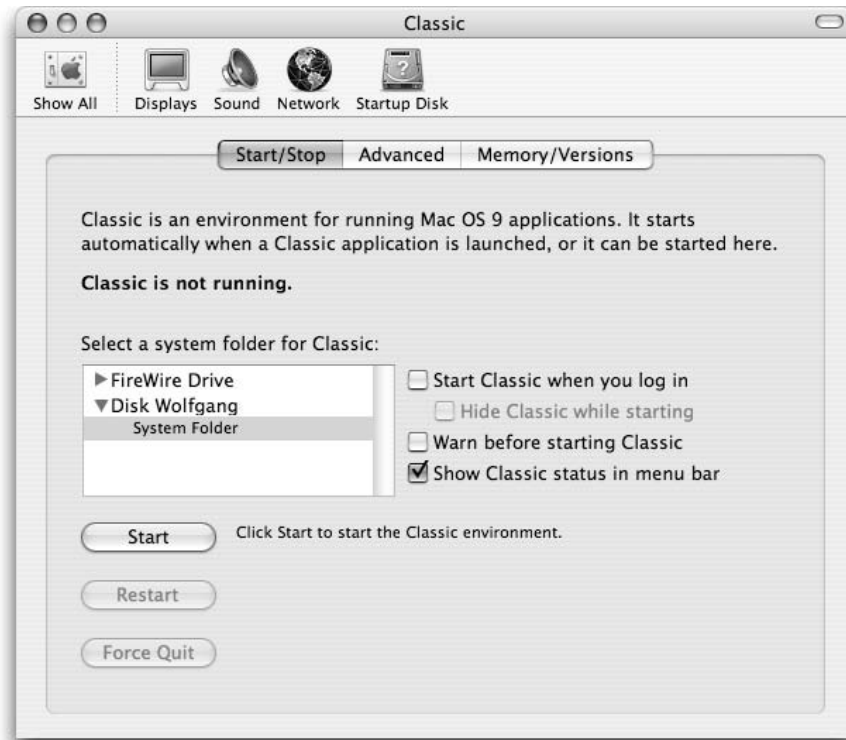 Classic
Show All Displays Sound Network Startup Disk
Start/Stop Advanced Memory/Versions
Classic is an environment for running Mac OS 9 applications. It starts
automatically when a Classic application is launched, or it can be started here.
Classic is not running.
Select a system folder for Classic:
FireWire Drive
Disk Wolfgang
System Folder
Start Classic when you log in
Hide Classic while starting
Warn before starting Classic
Show Classic status in menu bar
Start Click Start to start the Classic environment.
Restart
Force Quit